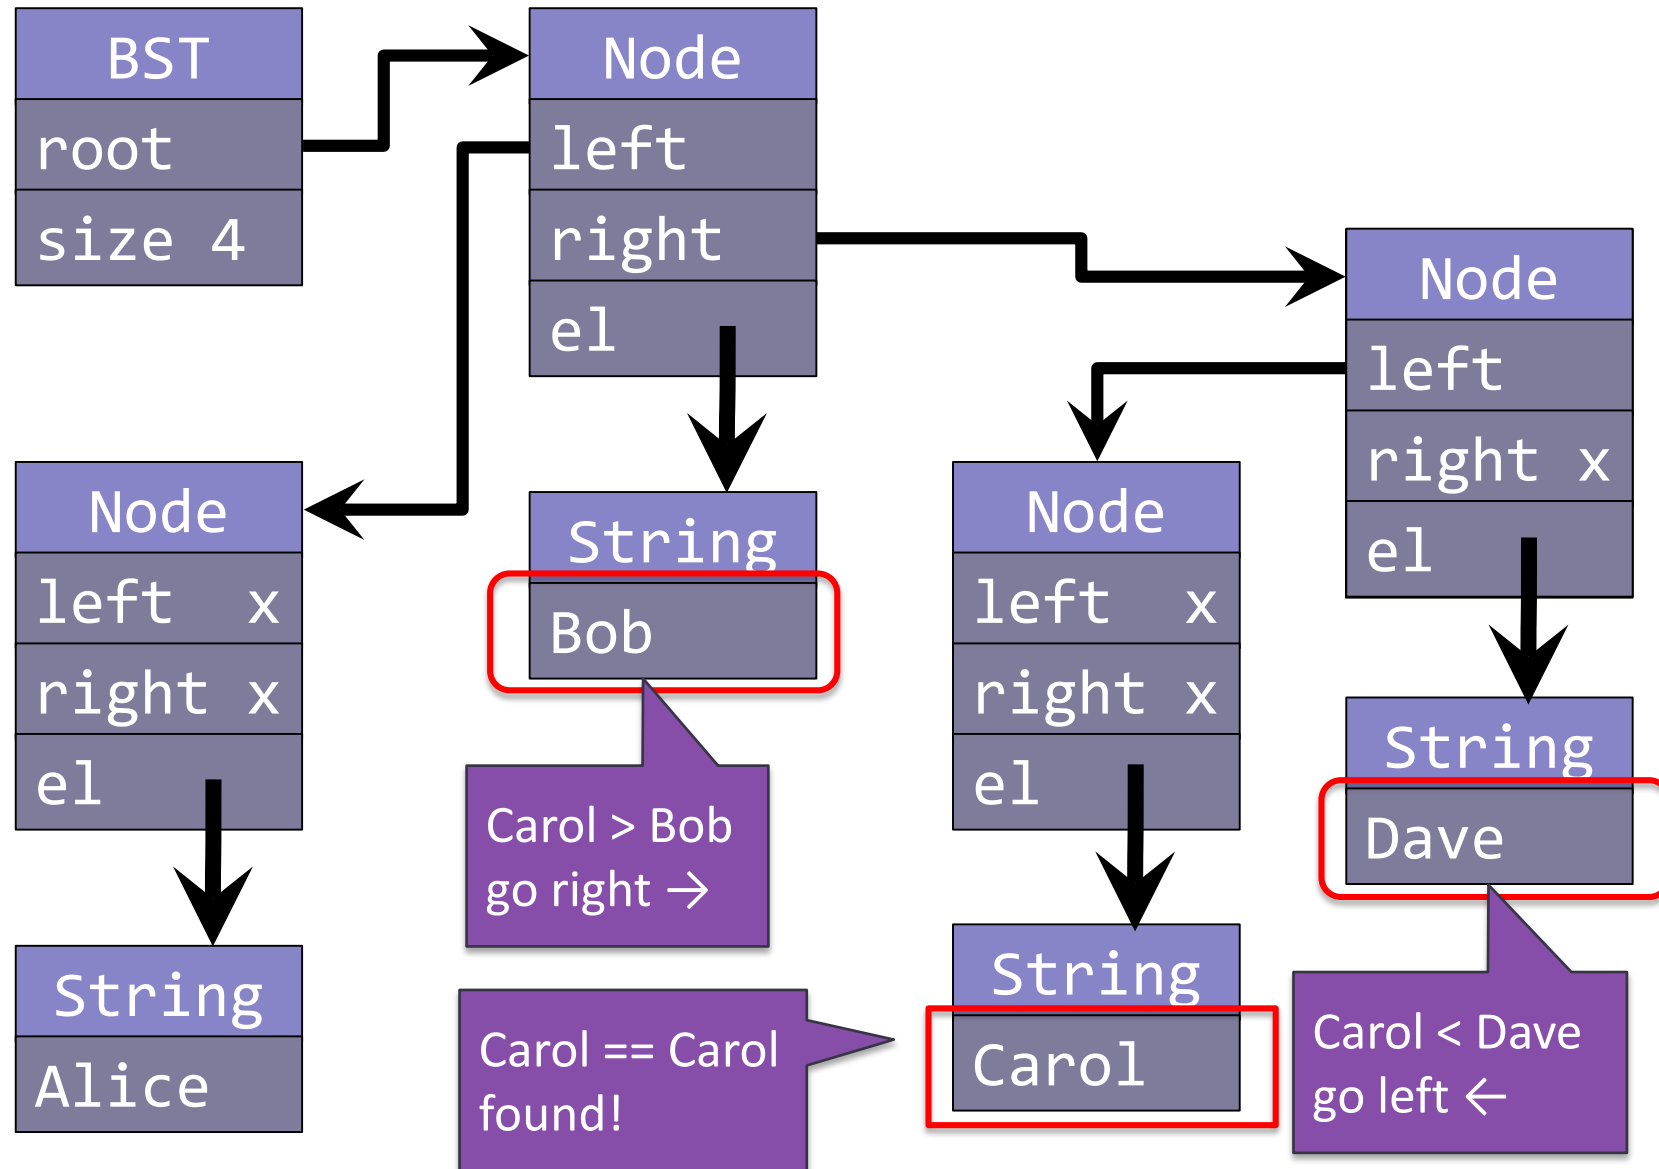 BST
root
size 4
Node
left
right
el
Node
left
right x
el
Node
left x
right x
el
String
Bob
Node
left x
right x
el
String
Dave
Carol > Bob
go right →
String
Alice
Carol == Carol
found!
String
Carol
Carol < Dave
go left ←